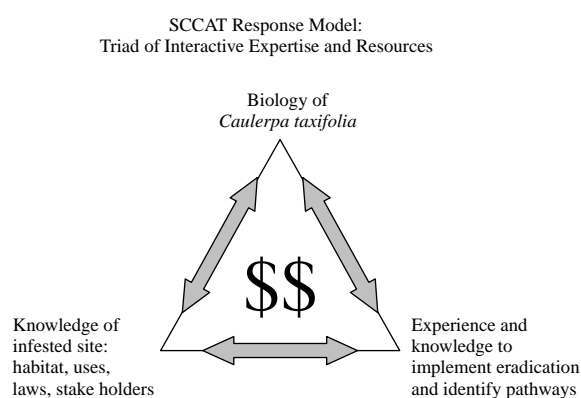 SCCAT Response Model:
Triad of Interactive Expertise and Resources
Biology of
Caulerpa taxifolia
$$
Knowledge of
infested site:
habitat, uses,
laws, stake holders
Experience and
knowledge to
implement eradication
and identify pathways